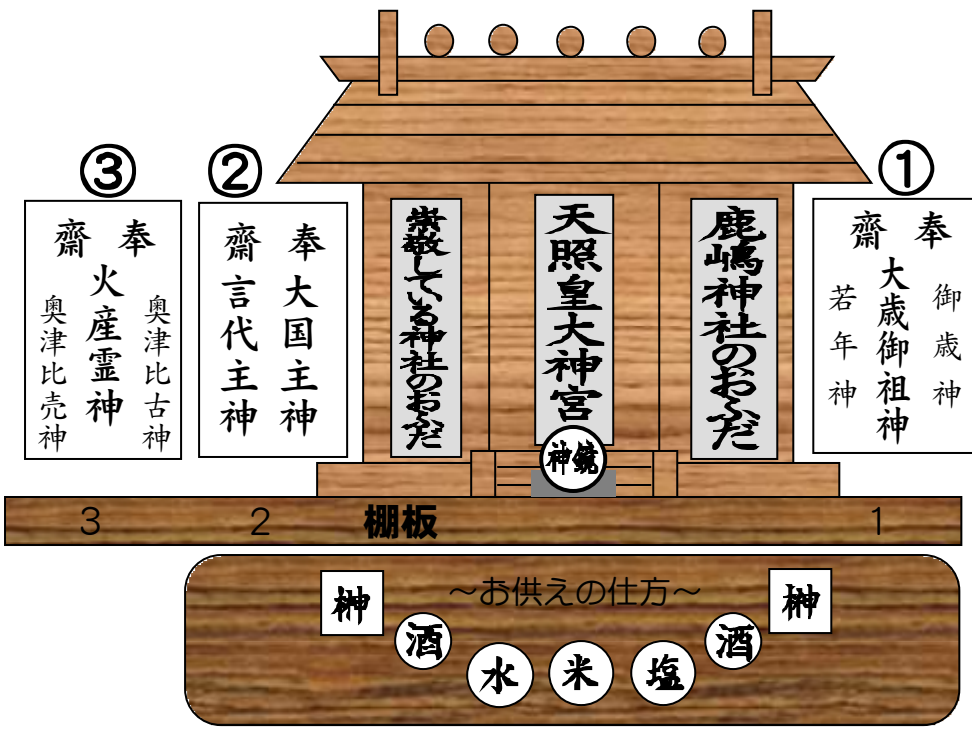 ①
奉齋
御歳神
大歳御祖神
若年神
鹿嶋神社のおふだ
天照皇大神宮
崇敬している神社のおふだ
神鏡
②
奉齋
大国主神
言代主神
③
奉齋
奥津比古神
火産霊神
奥津比売神
3 2 棚板 1
～お供えの仕方～
榊 酒 水 米 塩 酒 榊